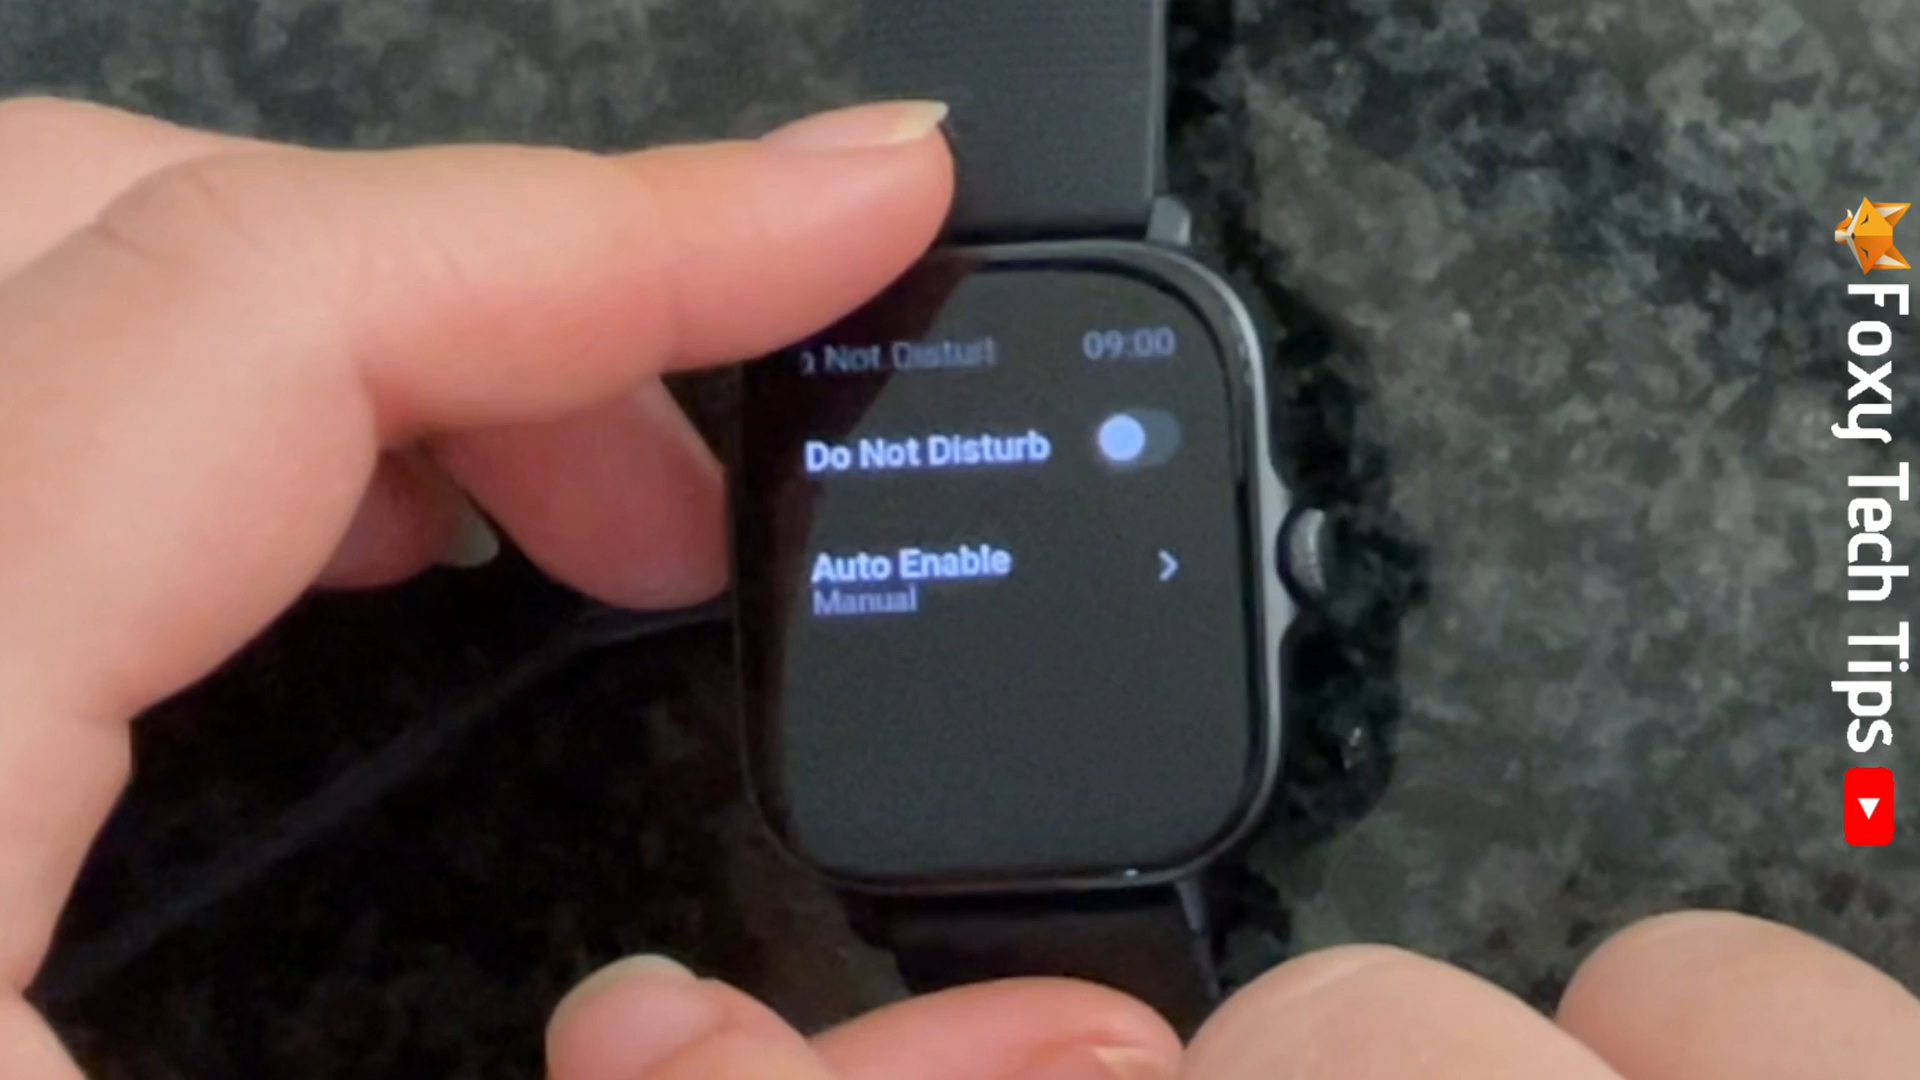 Not Disturb 09:00
Do Not Disturb
Auto Enable
Manual
Foxy Tech Tips